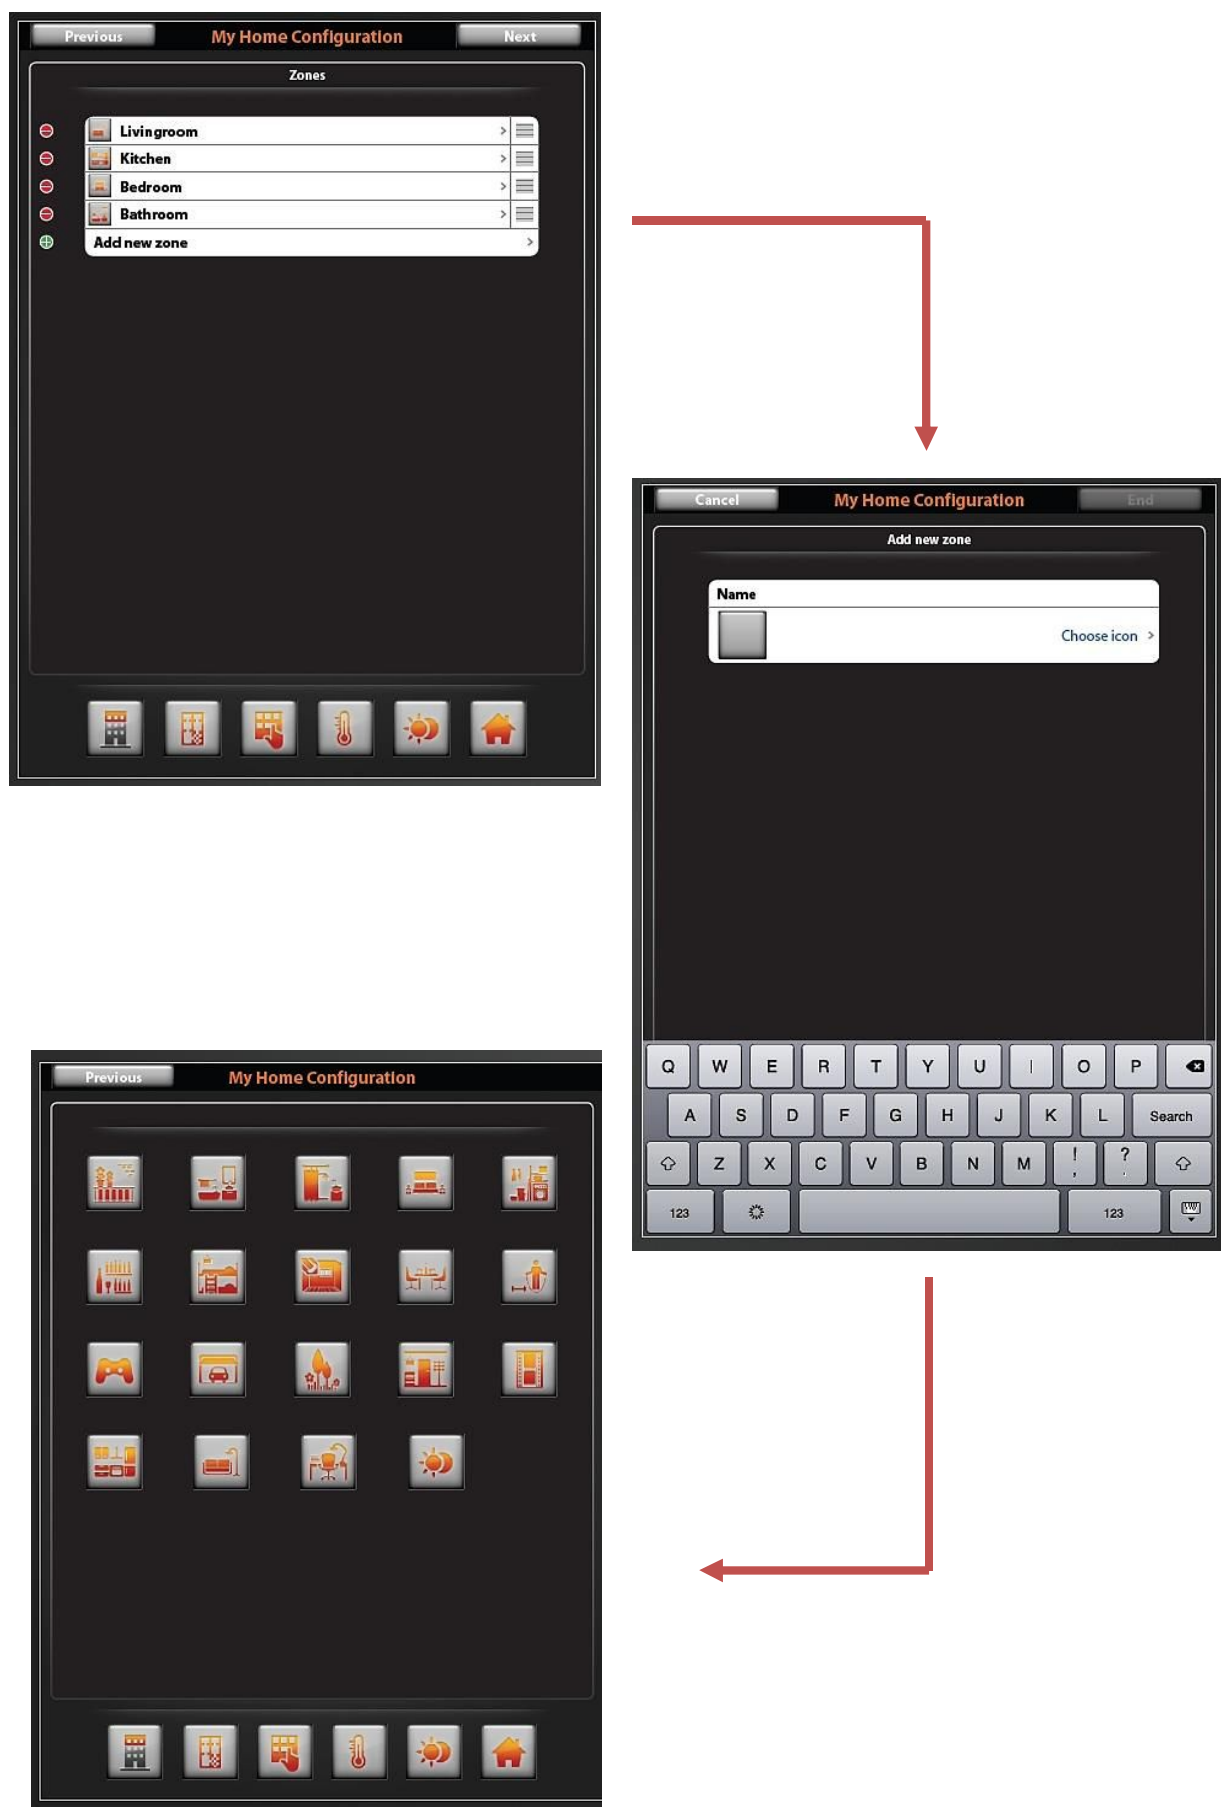 Previous My Home Configuration Next
Zones
Livingroom
Kitchen
Bedroom
Bathroom
Add new zone
Cancel My Home Configuration End
Add new zone
Name
Choose icon
Q W E R T Y U I O P
A S D F G H J K L Search
Z X C V B N M ! , ? .
123 123
Previous My Home Configuration